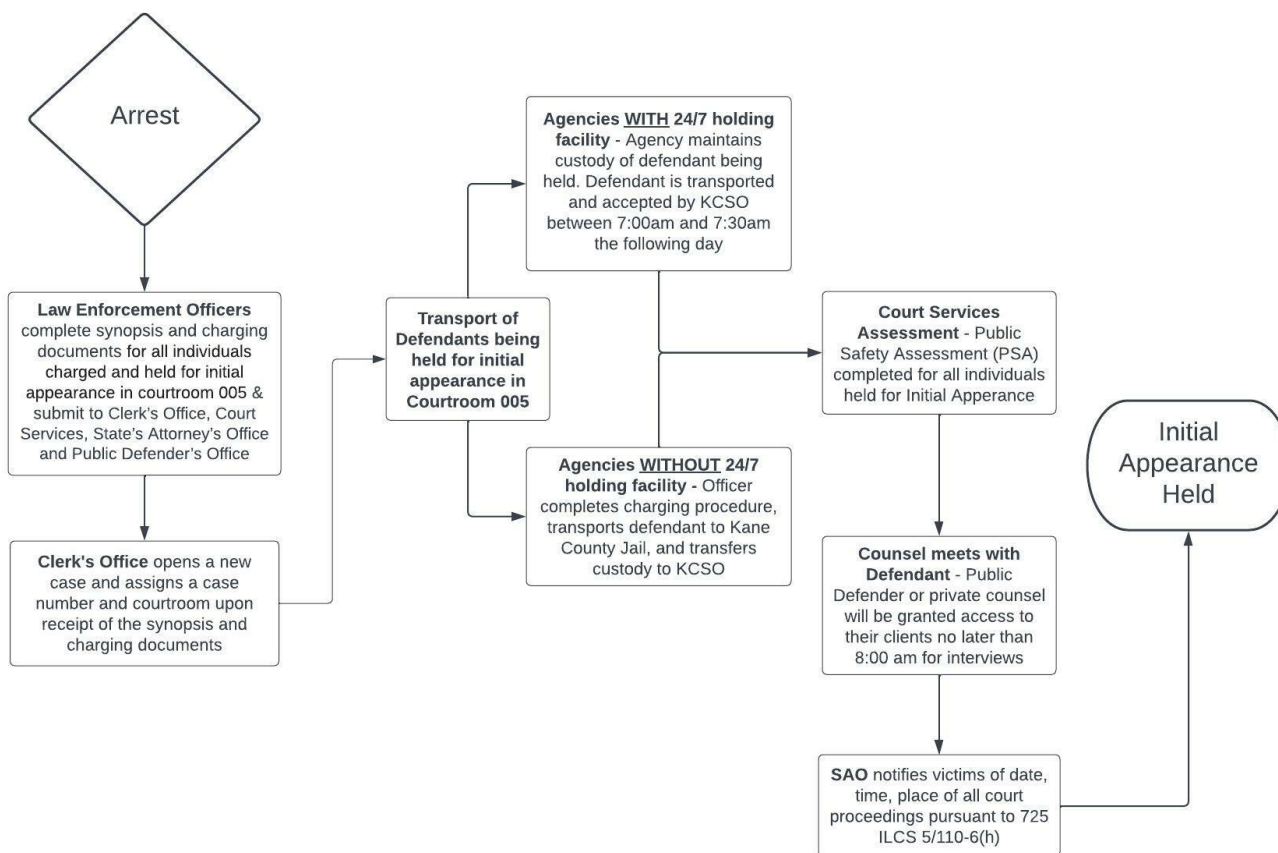 Arrest
Law Enforcement Officers
complete synopsis and charging
documents for all individuals
charged and held for initial
appearance in courtroom 005 &
submit to Clerk's Office, Court
Services, State's Attorney's Office
and Public Defender's Office
Clerk's Office opens a new
case and assigns a case
number and courtroom upon
receipt of the synopsis and
charging documents
Transport of
Defendants being
held for initial
appearance in
Courtroom 005
Agencies WITH 24/7 holding
facility - Agency maintains
custody of defendant being
held. Defendant is transported
and accepted by KCSO
between 7:00am and 7:30am
the following day
Agencies WITHOUT 24/7
holding facility - Officer
completes charging procedure,
transports defendant to Kane
County Jail, and transfers
custody to KCSO
Court Services
Assessment - Public
Safety Assessment (PSA)
completed for all individuals
held for Initial Apperance
Counsel meets with
Defendant - Public
Defender or private counsel
will be granted access to
their clients no later than
8:00 am for interviews
SAO notifies victims of date,
time, place of all court
proceedings pursuant to 725
ILCS 5/110-6(h)
Initial
Appearance
Held